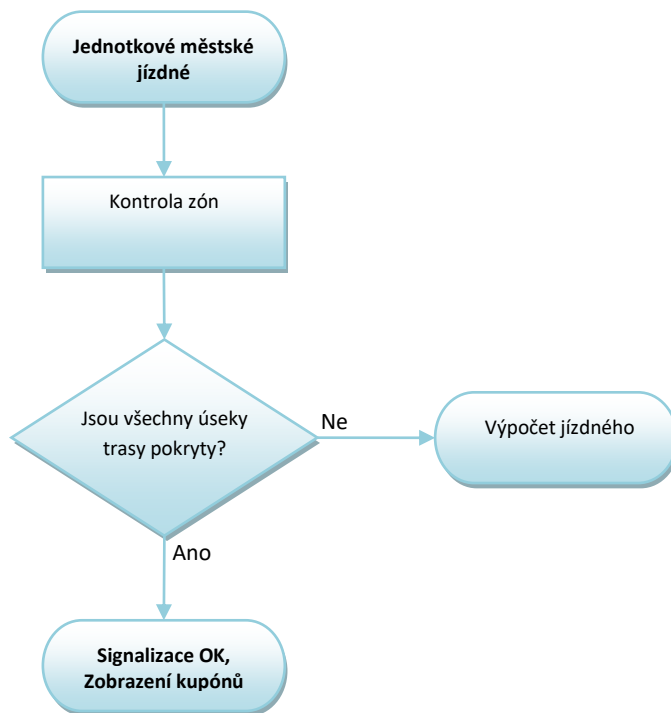 Jednotkové městské
jízdné
Kontrola zón
Jsou všechny úseky
trasy pokryty?
Ne
Výpočet jízdného
Ano
Signalizace OK,
Zobrazení kupónů